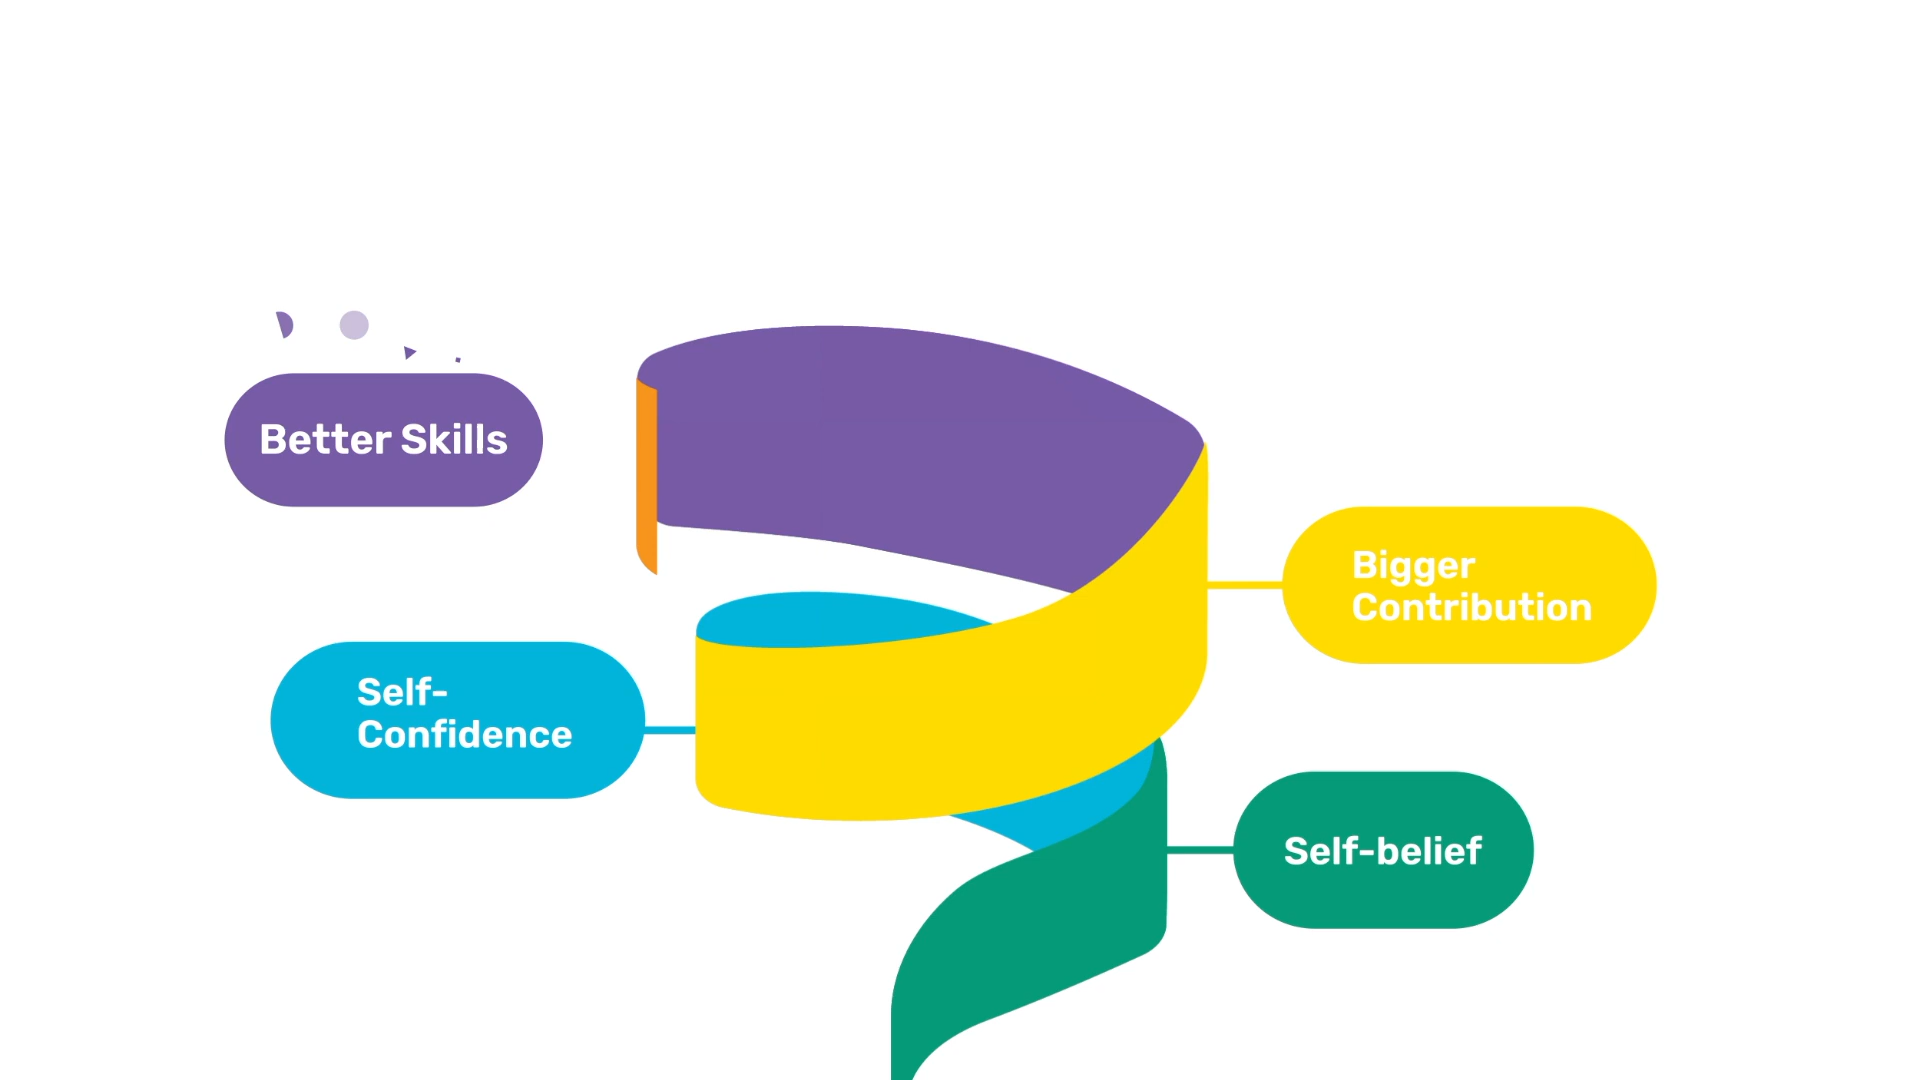 Better Skills
Bigger
Contribution
Self-
Confidence
Self-belief